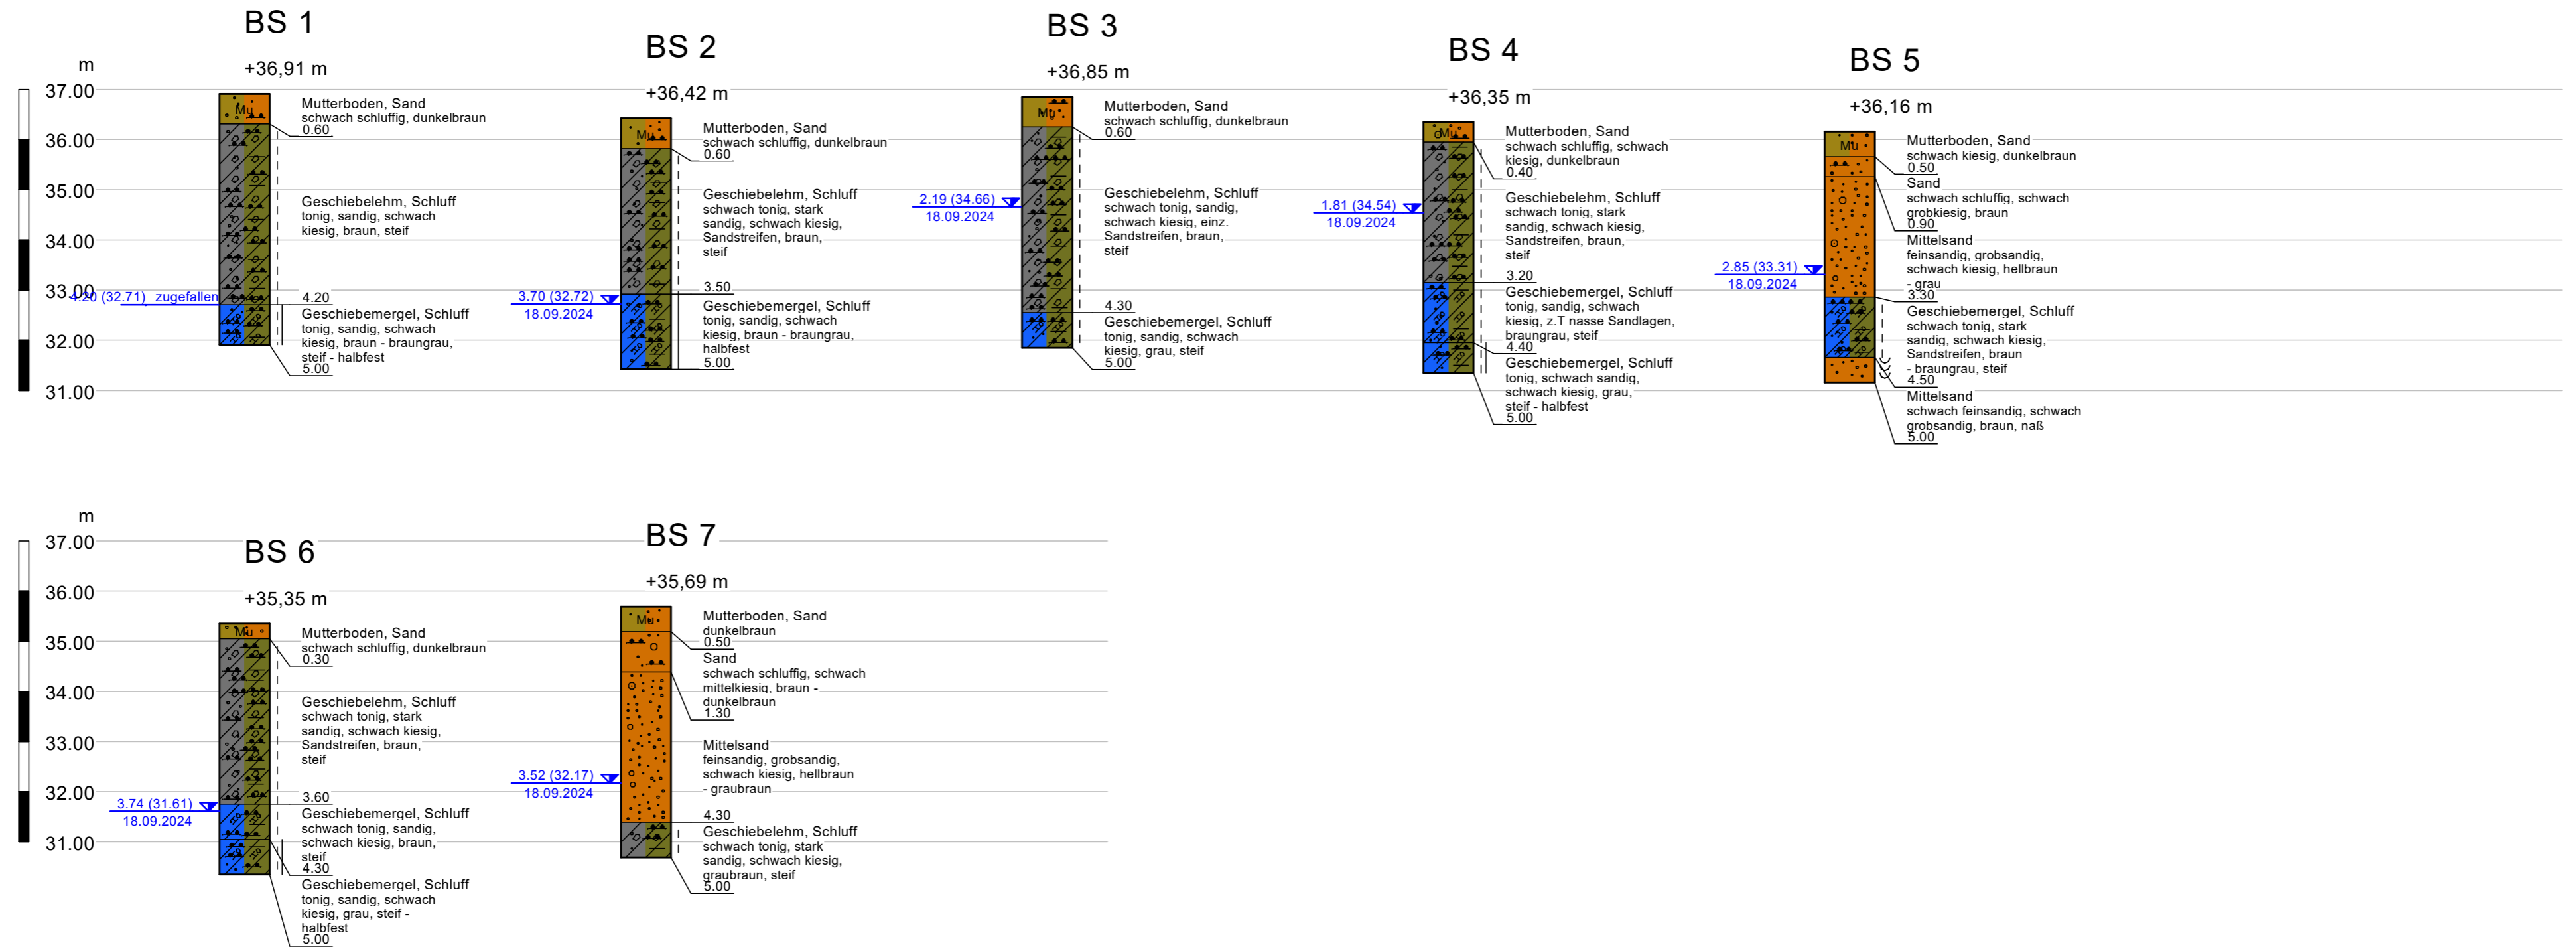 BS 1
+36,91 m
m
37.00
36.00
35.00
34.00
33.00
32.00
31.00
Mu
Mutterboden, Sand
schwach schluffig, dunkelbraun
0.60
Geschiebelehm, Schluff
tonig, sandig, schwach
kiesig, braun, steif
4.20 (32.71) zugefallen
4.20
Geschiebemergel, Schluff
tonig, sandig, schwach
kiesig, braun - braungrau,
steif - halbfest
5.00
BS 2
+36,42 m
Mu
Mutterboden, Sand
schwach schluffig, dunkelbraun
0.60
Geschiebelehm, Schluff
schwach tonig, stark
sandig, schwach kiesig,
Sandstreifen, braun,
steif
3.50
3.70 (32.72)
18.09.2024
Geschiebemergel, Schluff
tonig, sandig, schwach
kiesig, braun - braungrau,
halbfest
5.00
BS 3
+36,85 m
Mu
Mutterboden, Sand
schwach schluffig, dunkelbraun
0.60
2.19 (34.66)
18.09.2024
Geschiebelehm, Schluff
schwach tonig, sandig,
schwach kiesig, einz.
Sandstreifen, braun,
steif
4.30
Geschiebemergel, Schluff
tonig, sandig, schwach
kiesig, grau, steif
5.00
BS 4
+36,35 m
Mu
Mutterboden, Sand
schwach schluffig, schwach
kiesig, dunkelbraun
0.40
1.81 (34.54)
18.09.2024
Geschiebelehm, Schluff
schwach tonig, stark
sandig, schwach kiesig,
Sandstreifen, braun,
steif
3.20
Geschiebemergel, Schluff
tonig, sandig, schwach
kiesig, z.T nasse Sandlagen,
braungrau, steif
4.40
Geschiebemergel, Schluff
tonig, schwach sandig,
schwach kiesig, grau,
steif - halbfest
5.00
BS 5
+36,16 m
Mu
Mutterboden, Sand
schwach kiesig, dunkelbraun
0.50
Sand
schwach schluffig, schwach
grobkiesig, braun
0.90
Mittelsand
feinsandig, grobsandig,
schwach kiesig, hellbraun
- grau
3.30
2.85 (33.31)
18.09.2024
Geschiebemergel, Schluff
schwach tonig, stark
sandig, schwach kiesig,
Sandstreifen, braun
- braungrau, steif
4.50
Mittelsand
schwach feinsandig, schwach
grobsandig, braun, naß
5.00
m
37.00
36.00
35.00
34.00
33.00
32.00
31.00
BS 6
+35,35 m
Mu
Mutterboden, Sand
schwach schluffig, dunkelbraun
0.30
Geschiebelehm, Schluff
schwach tonig, stark
sandig, schwach kiesig,
Sandstreifen, braun,
steif
3.60
3.74 (31.61)
18.09.2024
Geschiebemergel, Schluff
schwach tonig, sandig,
schwach kiesig, braun,
steif
4.30
Geschiebemergel, Schluff
tonig, sandig, schwach
kiesig, grau, steif -
halbfest
5.00
BS 7
+35,69 m
Mu
Mutterboden, Sand
dunkelbraun
0.50
Sand
schwach schluffig, schwach
mittelkiesig, braun -
dunkelbraun
1.30
Mittelsand
feinsandig, grobsandig,
schwach kiesig, hellbraun
- graubraun
4.30
3.52 (32.17)
18.09.2024
Geschiebelehm, Schluff
schwach tonig, stark
sandig, schwach kiesig,
graubraun, steif
5.00